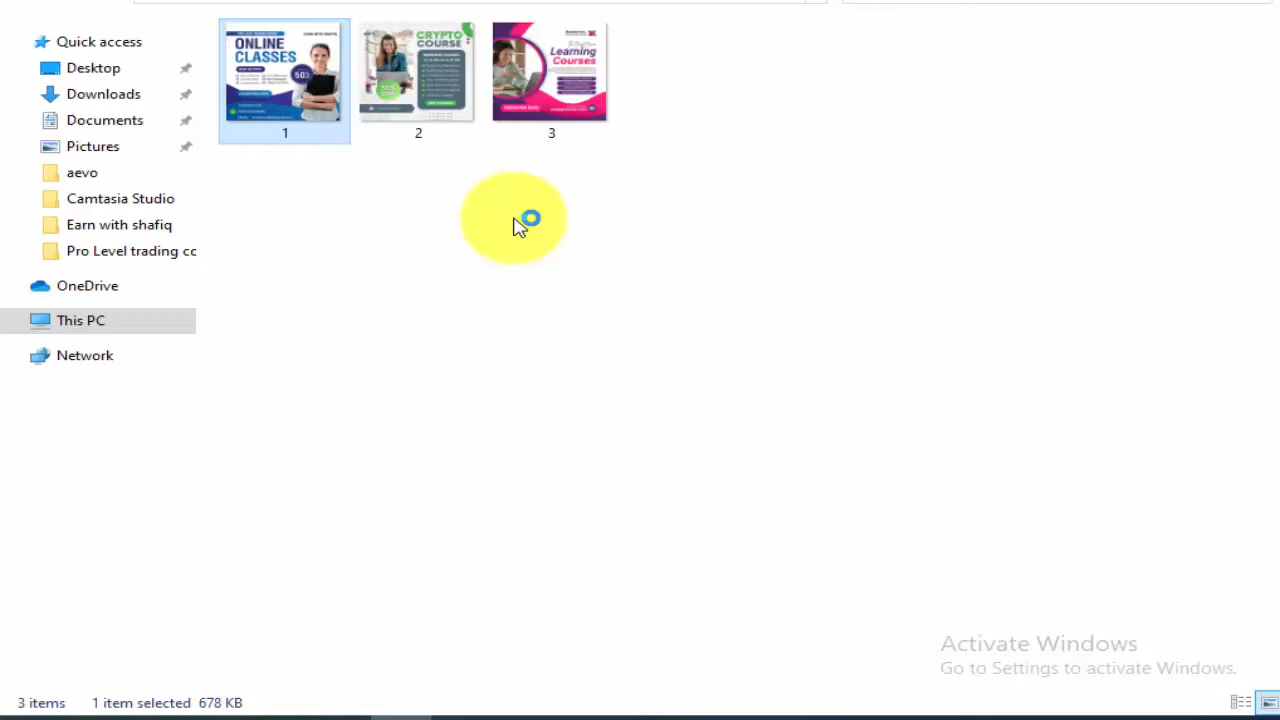 Quick access
Desktop
Downloads
Documents
Pictures
aevo
Camtasia Studio
Earn with shafiq
Pro Level trading cc
OneDrive
This PC
Network
ONLINE
CLASSES
50%
1
CRYPTO
COURSE
2
Learning
Courses
3
Activate Windows
Go to Settings to activate Windows.
3 items
1 item selected 678 KB